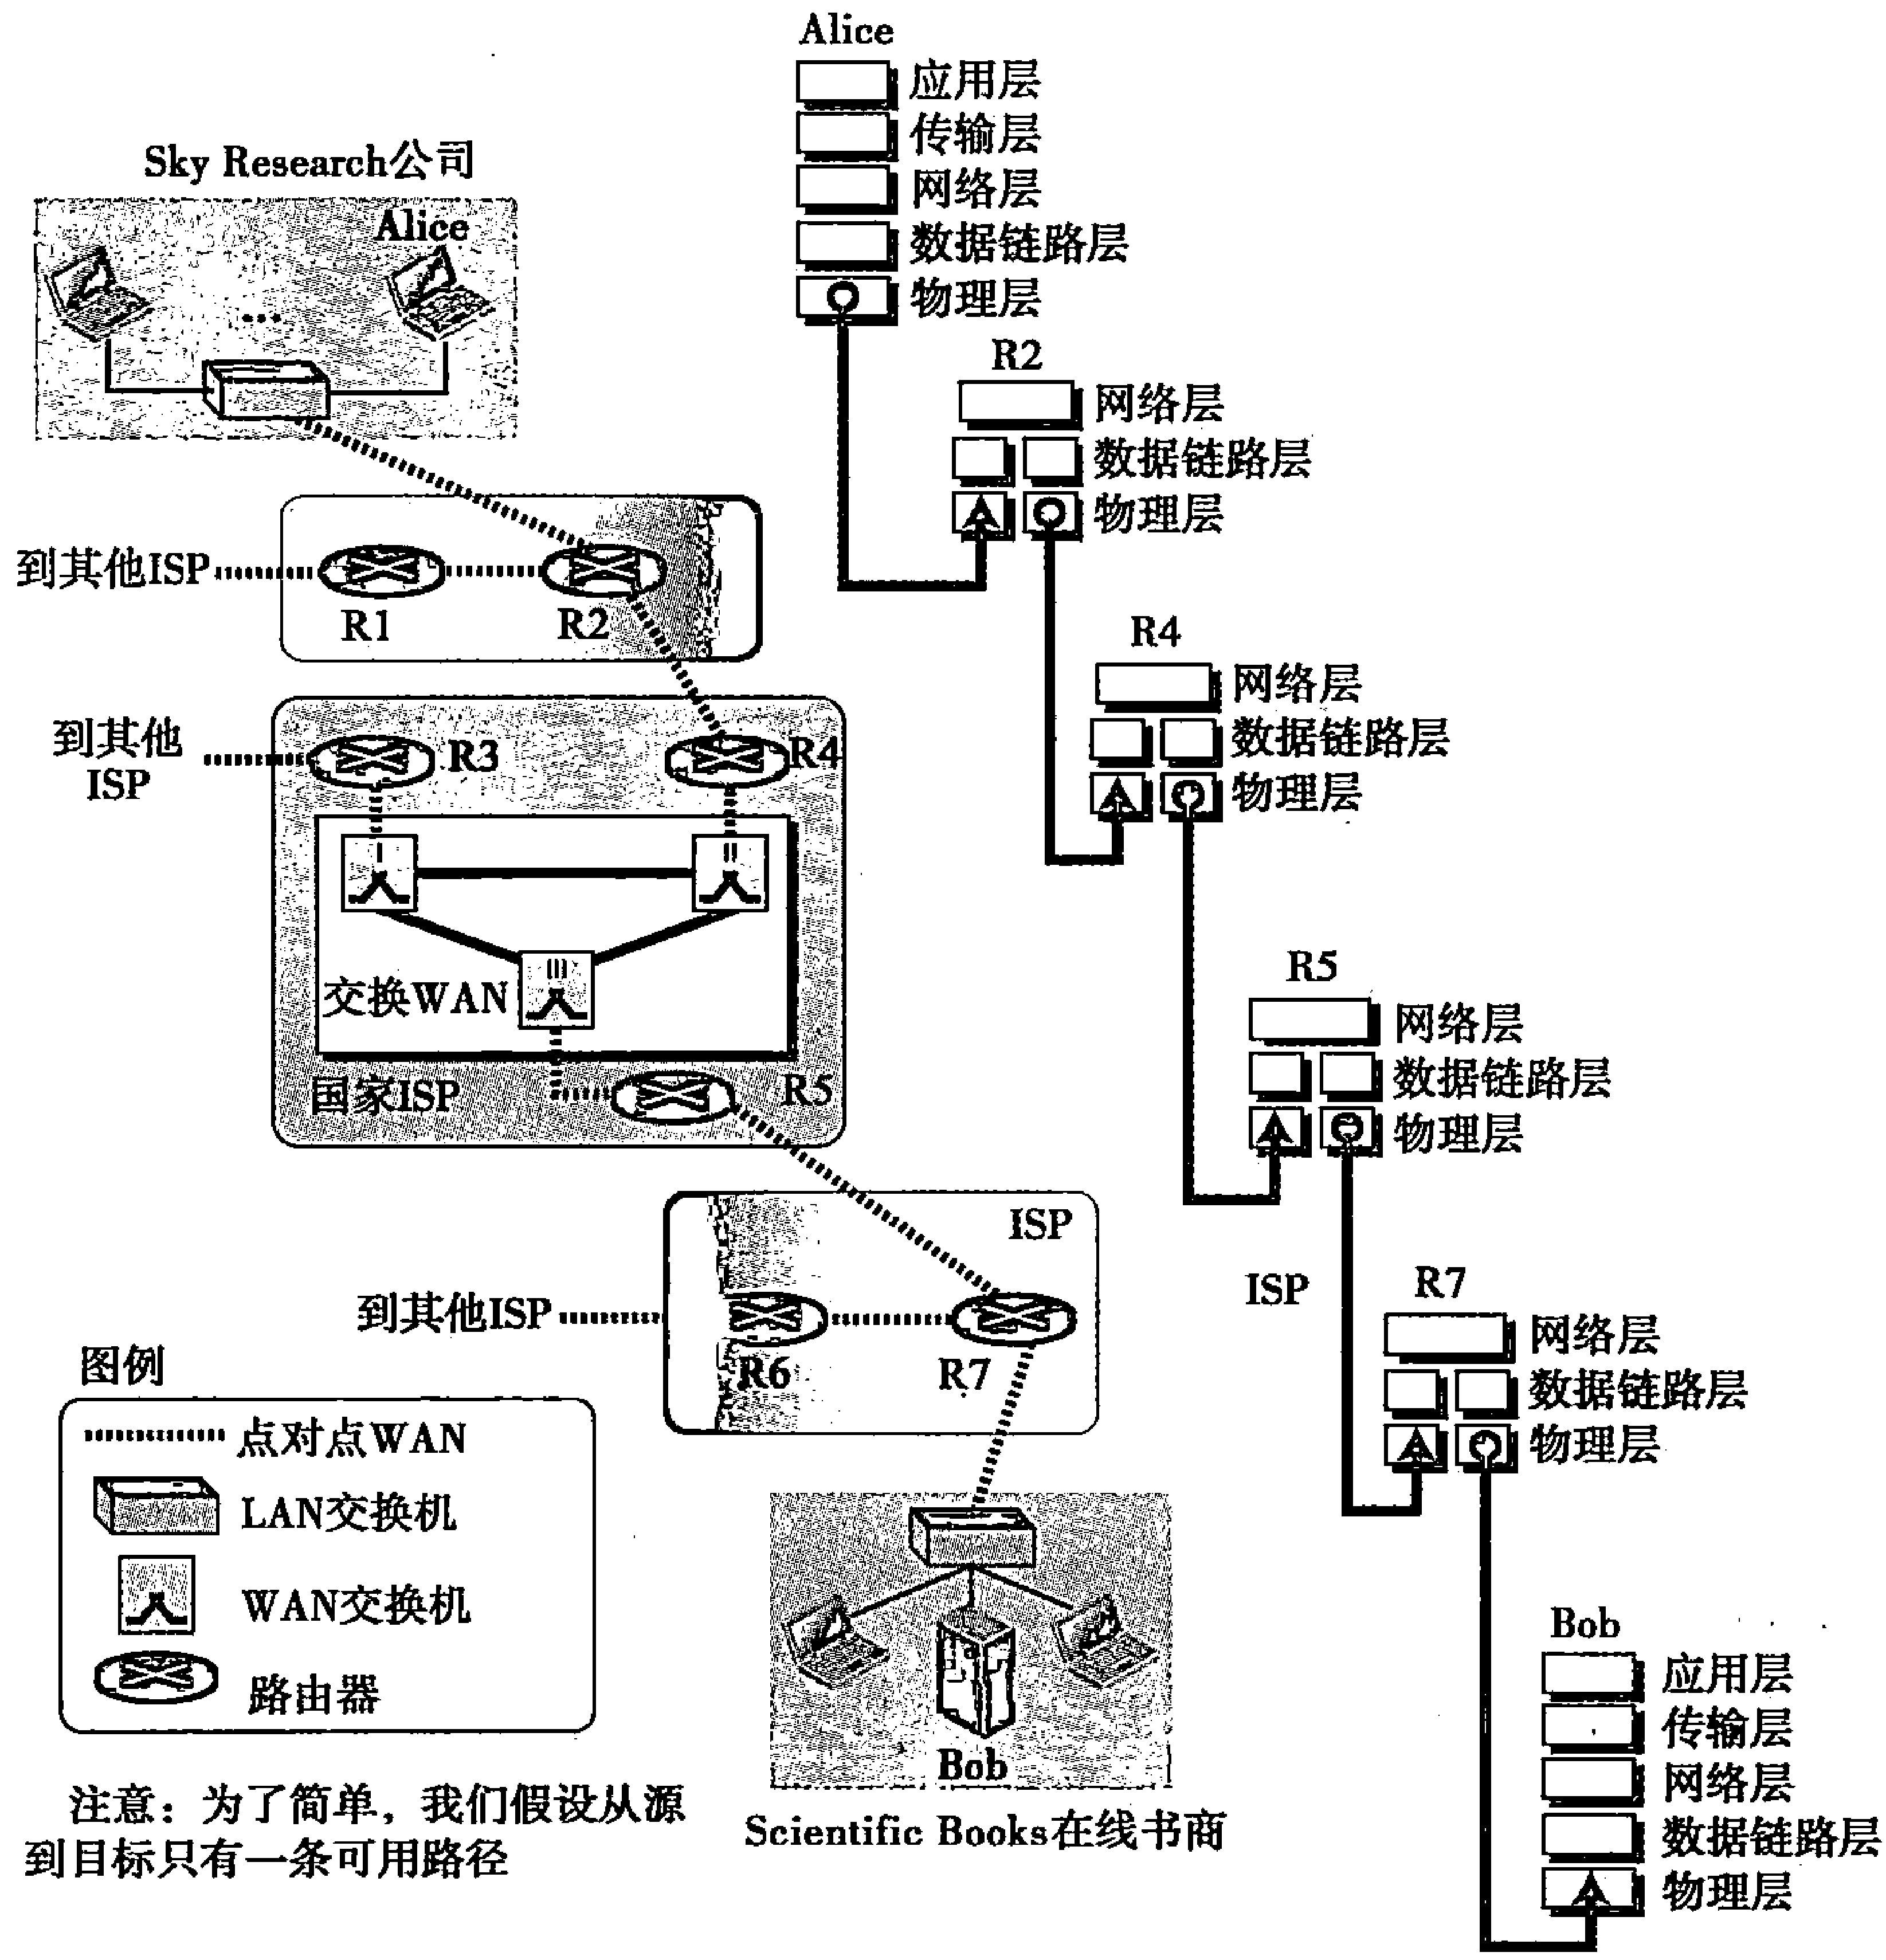 Alice
应用层
传输层
网络层
数据链路层
物理层
Sky Research公司
Alice
...
R2
网络层
数据链路层
物理层
到其他ISP
R1
R2
R4
网络层
数据链路层
物理层
到其他
ISP
R3
R4
I
II
III
交换WAN
国家ISP
R5
R5
网络层
数据链路层
物理层
ISP
到其他ISP
R6
R7
ISP
R7
网络层
数据链路层
物理层
图例
点对点WAN
LAN交换机
WAN交换机
路由器
Bob
Scientific Books在线书商
Bob
应用层
传输层
网络层
数据链路层
物理层
注意：为了简单，我们假设从源
到目标只有一条可用路径